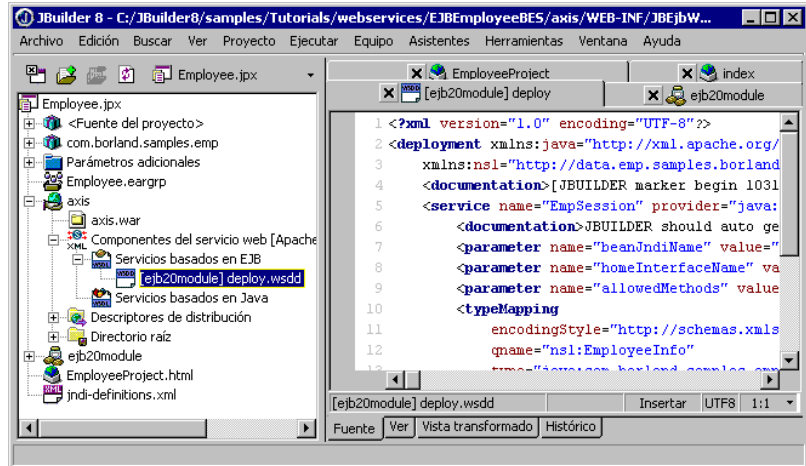 JBuilder 8 - C:/JBuilder8/samples/Tutorials/webservices/EJBEmployeeBES/axis/WEB-INF/JBEjbW...
Archivo Edición Buscar Ver Proyecto Ejecutar Equipo Asistentes Herramientas Ventana Ayuda
Employee.jpx
Employee.jpx
<Fuente del proyecto>
com.borland.samples.emp
Parámetros adicionales
Employee.eargrp
axis
axis.war
Componentes del servicio web [Apache
Servicios basados en EJB
[ejb20module] deploy.wsdd
Servicios basados en Java
Descriptores de distribución
Directorio raíz
ejb20module
EmployeeProject.html
jndi-definitions.xml
EmployeeProject index
[ejb20module] deploy ejb20module
1 <?xml version="1.0" encoding="UTF-8"?>
2 <deployment xmlns:java="http://xml.apache.org/
3 xmlns:ns1="http://data.emp.samples.borland
4 <documentation>[JBUILDER marker begin 1031
5 <service name="EmpSession" provider="java:
6 <documentation>JBUILDER should auto ge
7 <parameter name="beanJndiName" value="
8 <parameter name="homeInterfaceName" va
9 <parameter name="allowedMethods" value
10 <typeMapping
11 encodingStyle="http://schemas.xmls
12 qname="ns1:EmployeeInfo"
[ejb20module] deploy.wsdd Insertar UTF8 1:1
Fuente Ver Vista transformado Histórico